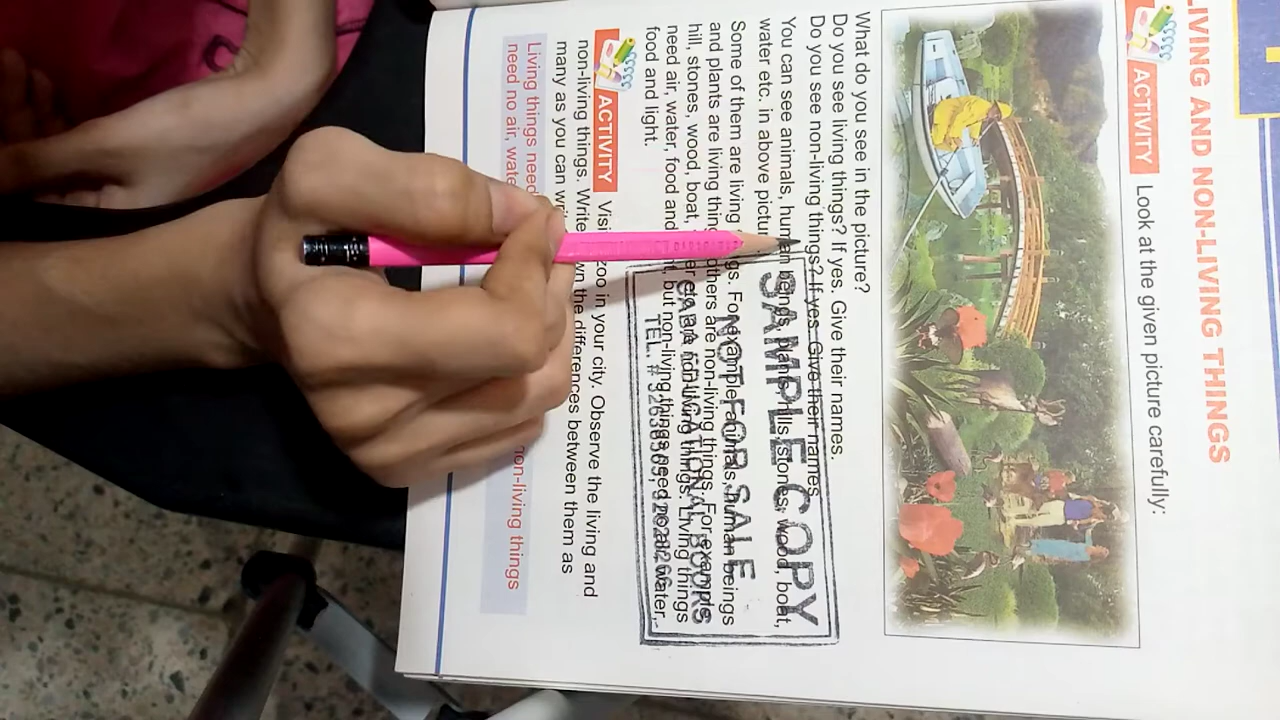 LIVING AND NON-LIVING THINGS
ACTIVITY Look at the given picture carefully:
What do you see in the picture?
Do you see living things? If yes. Give their names.
Do you see non-living things? If yes. Give their names.
You can see animals, human beings, plants, hills, stones, wood, boat,
water etc. in above
Some of them are living For example, animals, human beings
and plants are living others are non-living things. For example
hill, stones, wood, boat, are non-living things. Living things
need air, water, food and but non-living things need no air, water,
food and light.
ACTIVITY Visit zoo in your city. Observe the living and
non-living things. Write the differences between them as
many as you can
Living things need non-living things
need no air,
SAMPLE COPY
NOT FOR SALE
EDUCATIONAL BOOKS
TEL. #